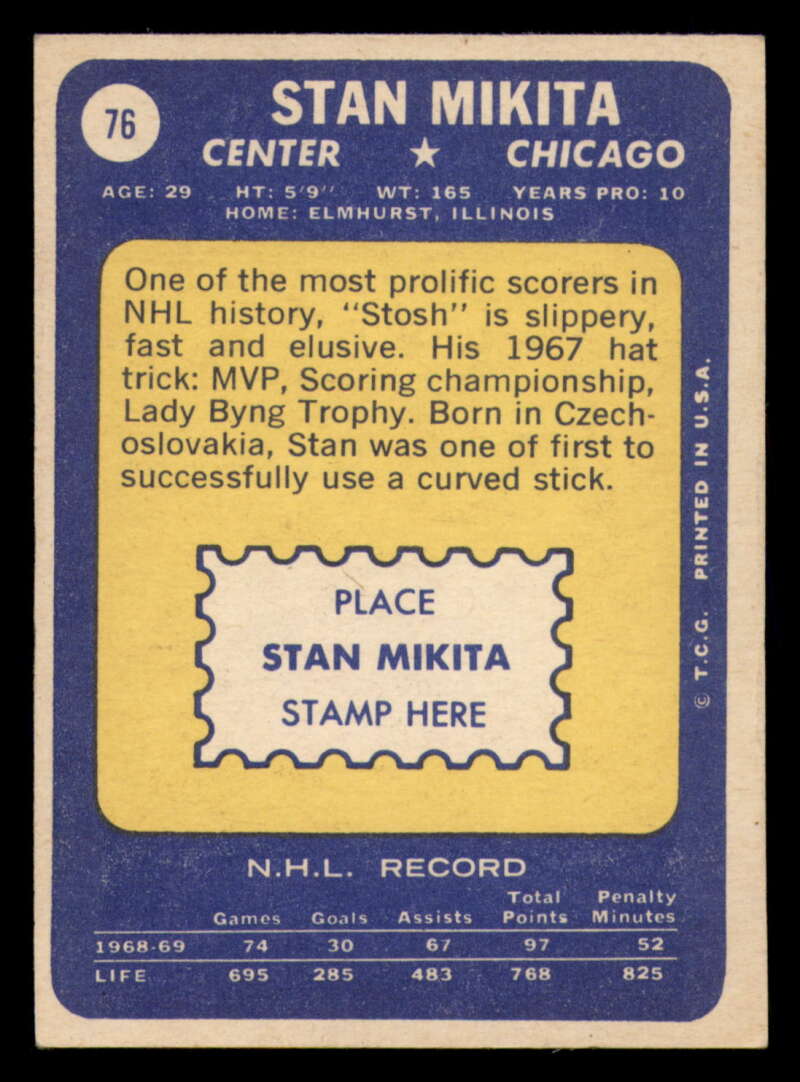 76
STAN MIKITA
CENTER ★ CHICAGO
AGE: 29 HT: 5'9" WT: 165 YEARS PRO: 10
HOME: ELMHURST, ILLINOIS
One of the most prolific scorers in
NHL history, "Stosh" is slippery,
fast and elusive. His 1967 hat
trick: MVP, Scoring championship,
Lady Byng Trophy. Born in Czech-
oslovakia, Stan was one of first to
successfully use a curved stick.
PLACE
STAN MIKITA
STAMP HERE
© T.C.G. PRINTED IN U.S.A.
N.H.L. RECORD
Games Goals Assists Total Points Penalty Minutes
1968-69 74 30 67 97 52
LIFE 695 285 483 768 825